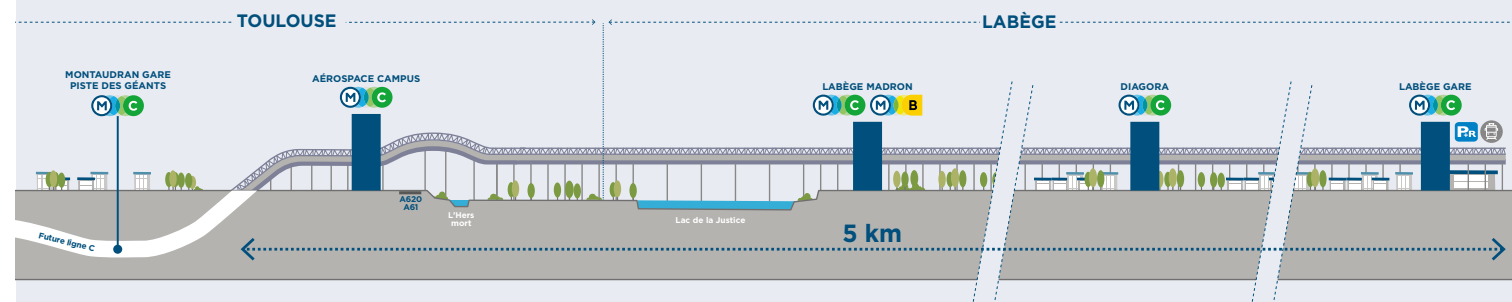 TOULOUSE
LABÈGE
MONTAUDRAN GARE
PISTE DES GÉANTS
M C
AÉROSPACE CAMPUS
M C
LABÈGE MADRON
M C M B
DIAGORA
M C
LABÈGE GARE
M C
P+R
A620
A61
L'Hers
mort
Lac de la Justice
Future ligne C
5 km